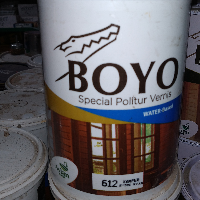 BOYO
Special Politur Vernis
WATER-Based
612